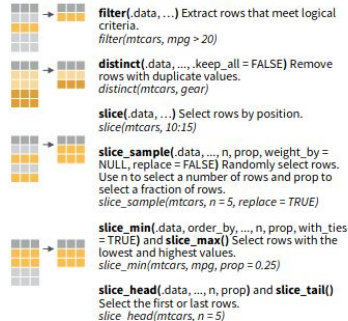 filter(.data, …) Extract rows that meet logical
criteria.
filter(mtcars, mpg > 20)
distinct(.data, ..., .keep_all = FALSE) Remove
rows with duplicate values.
distinct(mtcars, gear)
slice(.data, …) Select rows by position.
slice(mtcars, 10:15)
slice_sample(.data, ..., n, prop, weight_by =
NULL, replace = FALSE) Randomly select rows.
Use n to select a number of rows and prop to
select a fraction of rows.
slice_sample(mtcars, n = 5, replace = TRUE)
slice_min(.data, order_by, ..., n, prop, with_ties
= TRUE) and slice_max() Select rows with the
lowest and highest values.
slice_min(mtcars, mpg, prop = 0.25)
slice_head(.data, ..., n, prop) and slice_tail()
Select the first or last rows.
slice_head(mtcars, n = 5)